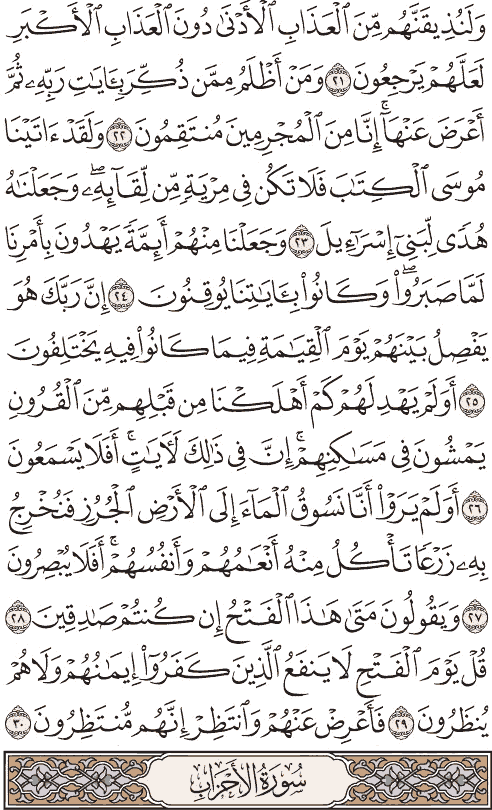 وَلَنُذِيقَنَّهُم مِّنَ ٱلْعَذَابِ ٱلْأَدْنَىٰ دُونَ ٱلْعَذَابِ ٱلْأَكْبَرِ
لَعَلَّهُمْ يَرْجِعُونَ ٢١ وَمَنْ أَظْلَمُ مِمَّن ذُكِّرَ بِـَٔايَـٰتِ رَبِّهِۦ ثُمَّ
أَعْرَضَ عَنْهَآ ۚ إِنَّا مِنَ ٱلْمُجْرِمِينَ مُنتَقِمُونَ ٢٢ وَلَقَدْ ءَاتَيْنَا
مُوسَى ٱلْكِتَـٰبَ فَلَا تَكُن فِى مِرْيَةٍ مِّن لِّقَآئِهِۦ ۖ وَجَعَلْنَـٰهُ
هُدًى لِّبَنِىٓ إِسْرَٰٓءِيلَ ٢٣ وَجَعَلْنَا مِنْهُمْ أَئِمَّةً يَهْدُونَ بِأَمْرِنَا
لَمَّا صَبَرُوا۟ ۖ وَكَانُوا۟ بِـَٔايَـٰتِنَا يُوقِنُونَ ٢٤ إِنَّ رَبَّكَ هُوَ
يَفْصِلُ بَيْنَهُمْ يَوْمَ ٱلْقِيَـٰمَةِ فِيمَا كَانُوا۟ فِيهِ يَخْتَلِفُونَ
٢٥ أَوَلَمْ يَهْدِ لَهُمْ كَمْ أَهْلَكْنَا مِن قَبْلِهِم مِّنَ ٱلْقُرُونِ
يَمْشُونَ فِى مَسَـٰكِنِهِمْ ۚ إِنَّ فِى ذَٰلِكَ لَـَٔايَـٰتٍ ۖ أَفَلَا يَسْمَعُونَ
٢٦ أَوَلَمْ يَرَوْا۟ أَنَّا نَسُوقُ ٱلْمَآءَ إِلَى ٱلْأَرْضِ ٱلْجُرُزِ فَنُخْرِجُ
بِهِۦ زَرْعًا تَأْكُلُ مِنْهُ أَنْعَـٰمُهُمْ وَأَنفُسُهُمْ ۖ أَفَلَا يُبْصِرُونَ
٢٧ وَيَقُولُونَ مَتَىٰ هَـٰذَا ٱلْفَتْحُ إِن كُنتُمْ صَـٰدِقِينَ ٢٨
قُلْ يَوْمَ ٱلْفَتْحِ لَا يَنفَعُ ٱلَّذِينَ كَفَرُوٓا۟ إِيمَـٰنُهُمْ وَلَا هُمْ
يُنظَرُونَ ٢٩ فَأَعْرِضْ عَنْهُمْ وَٱنتَظِرْ إِنَّهُم مُّنتَظِرُونَ ٣٠
سُورَةُ الْأَحْزَابِ